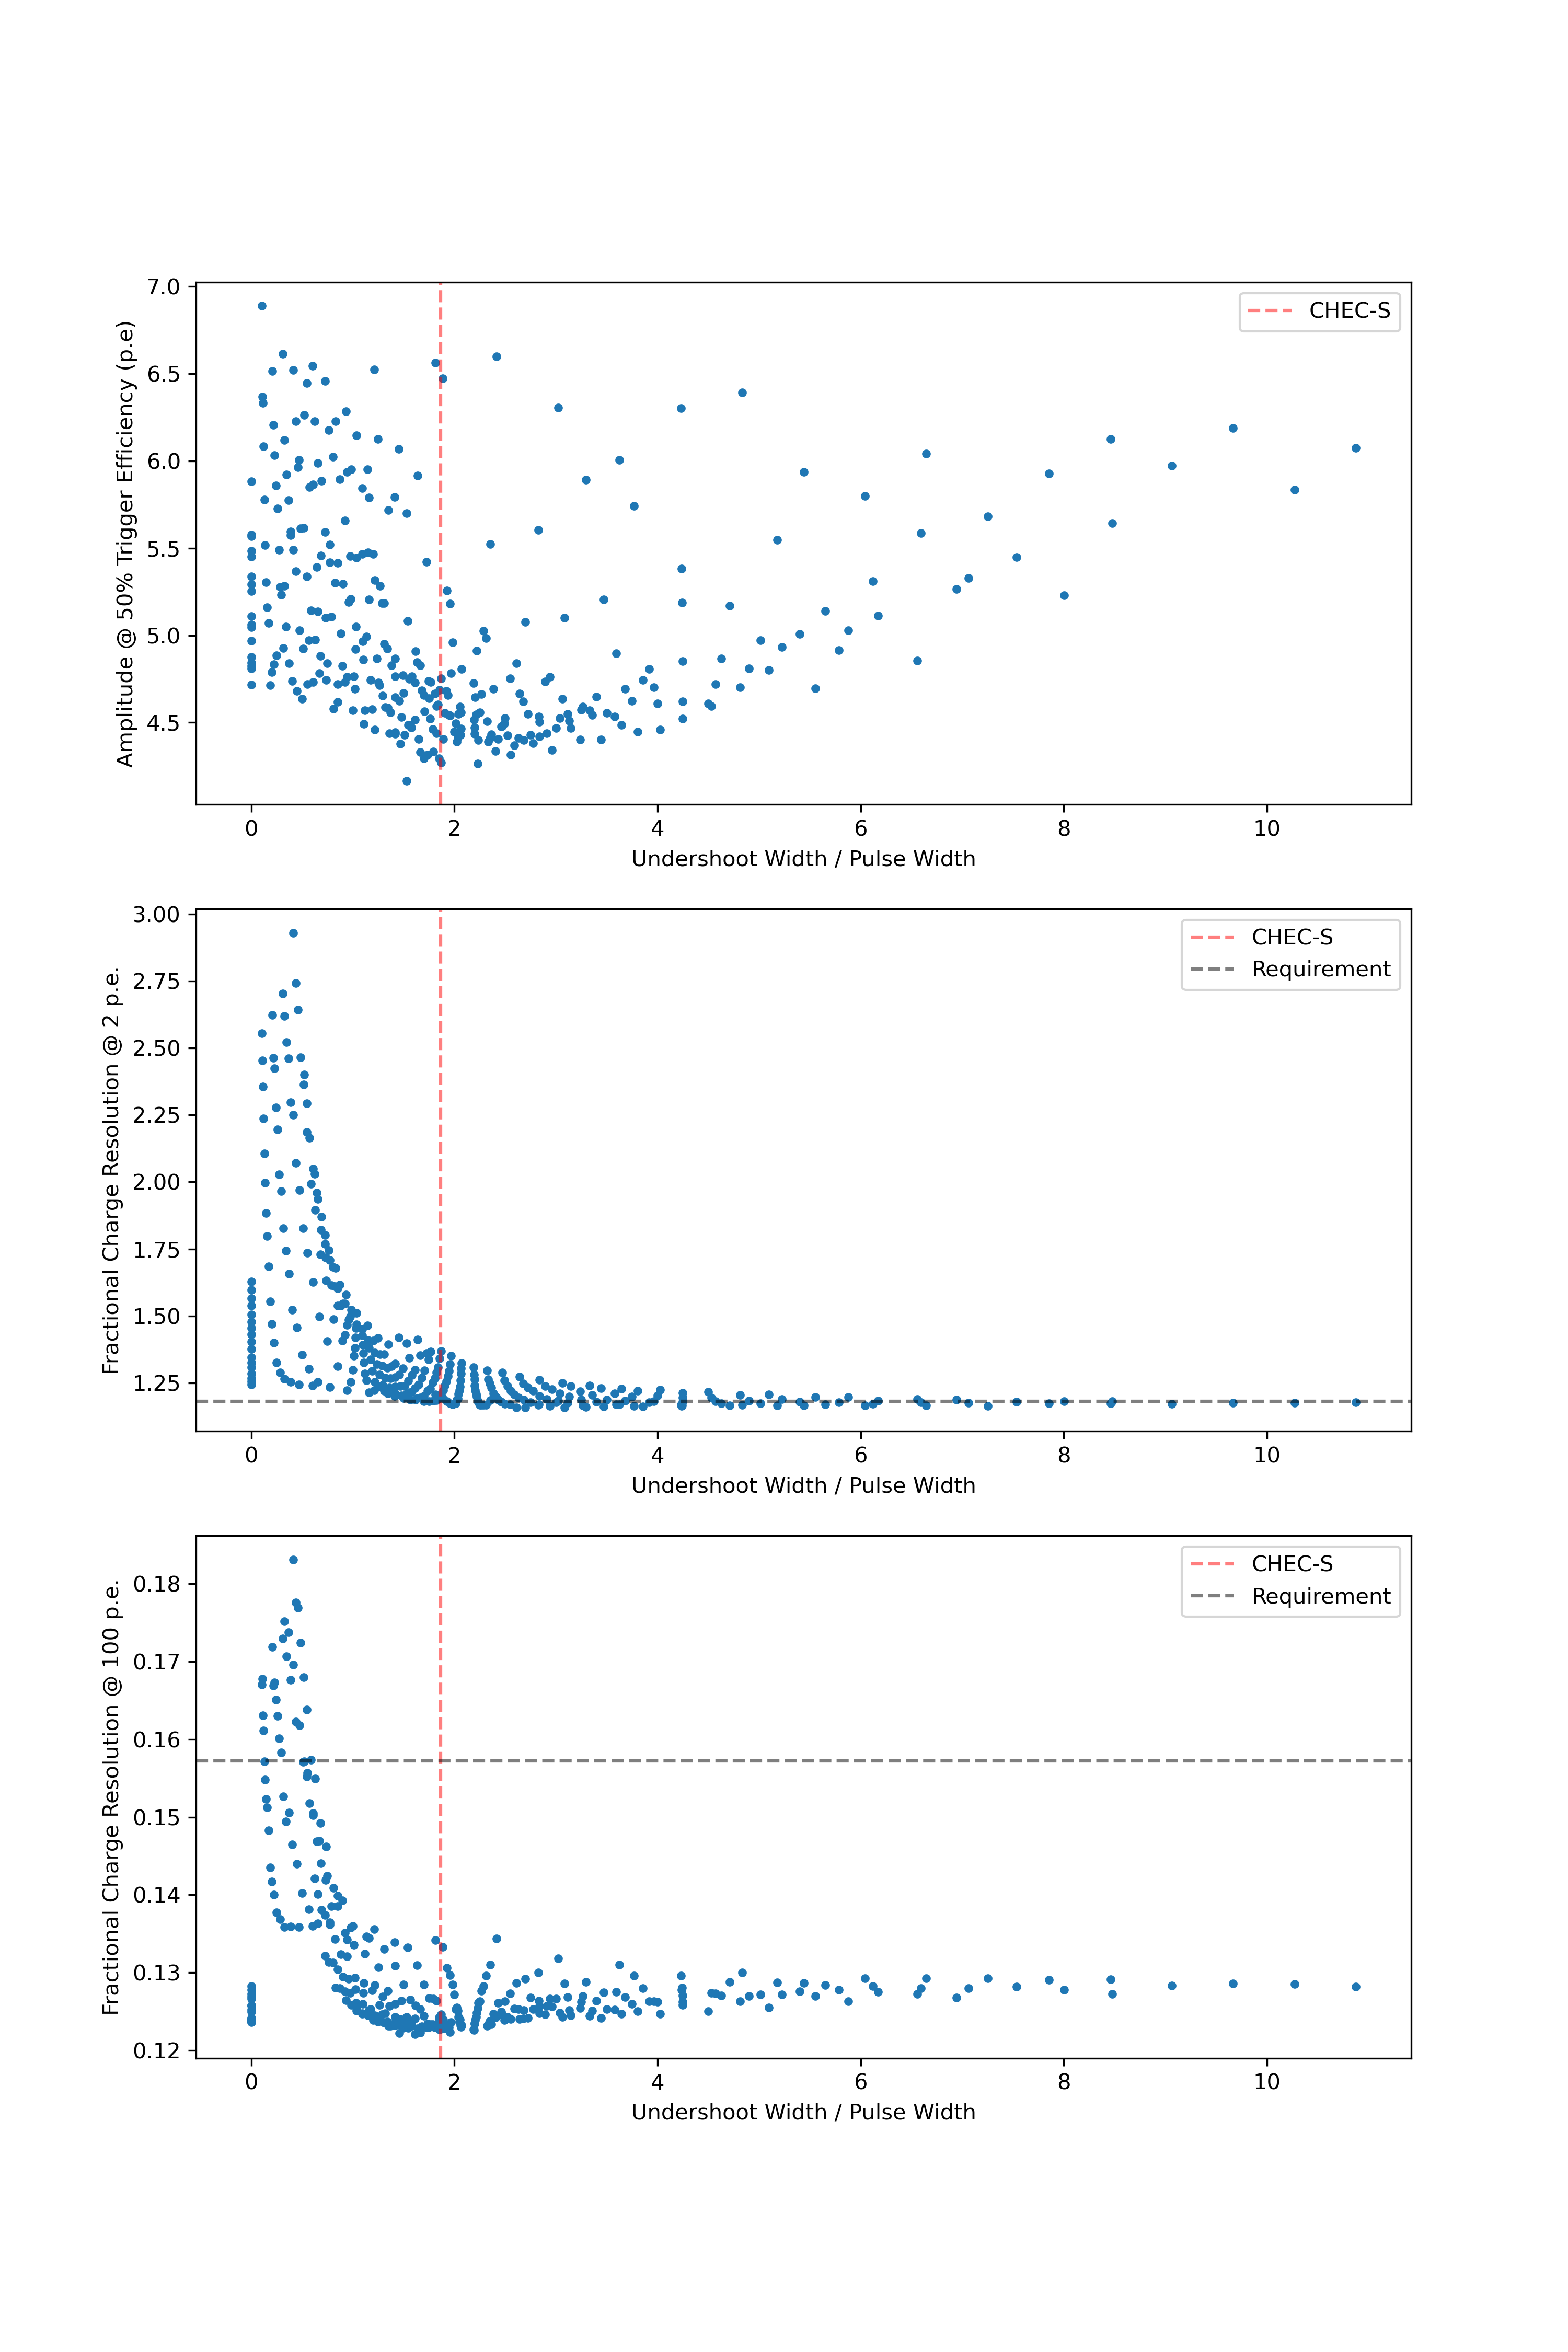 7.0
6.5
6.0
5.5
5.0
4.5
Amplitude @ 50% Trigger Efficiency (p.e)
CHEC-S
0 2 4 6 8 10
Undershoot Width / Pulse Width
3.00
2.75
2.50
2.25
2.00
1.75
1.50
1.25
Fractional Charge Resolution @ 2 p.e.
CHEC-S
Requirement
0 2 4 6 8 10
Undershoot Width / Pulse Width
0.18
0.17
0.16
0.15
0.14
0.13
0.12
Fractional Charge Resolution @ 100 p.e.
CHEC-S
Requirement
0 2 4 6 8 10
Undershoot Width / Pulse Width